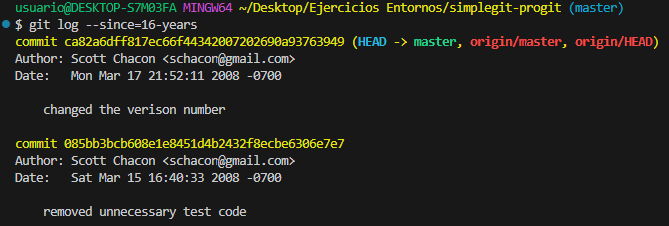 usuario@DESKTOP-S7M03FA MINGW64 ~/Desktop/Ejercicios Entornos/simplegit-progit (master)
$ git log --since=16-years
commit ca82a6dff817ec66f44342007202690a93763949 (HEAD -> master, origin/master, origin/HEAD)
Author: Scott Chacon <schacon@gmail.com>
Date:   Mon Mar 17 21:52:11 2008 -0700
    changed the verison number
commit 085bb3bcb608e1e8451d4b2432f8ecbe6306e7e7
Author: Scott Chacon <schacon@gmail.com>
Date:   Sat Mar 15 16:40:33 2008 -0700
    removed unnecessary test code